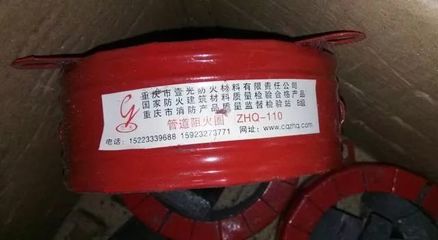 重庆市壹光防火材料有限责任公司
国家防火建筑材料质量检验合格产品
重庆市消防产品质量监督检验站 B级
管道阻火圈 ZHQ-110
电话：15223339688 15923273771 网址：www.cqzhq.com